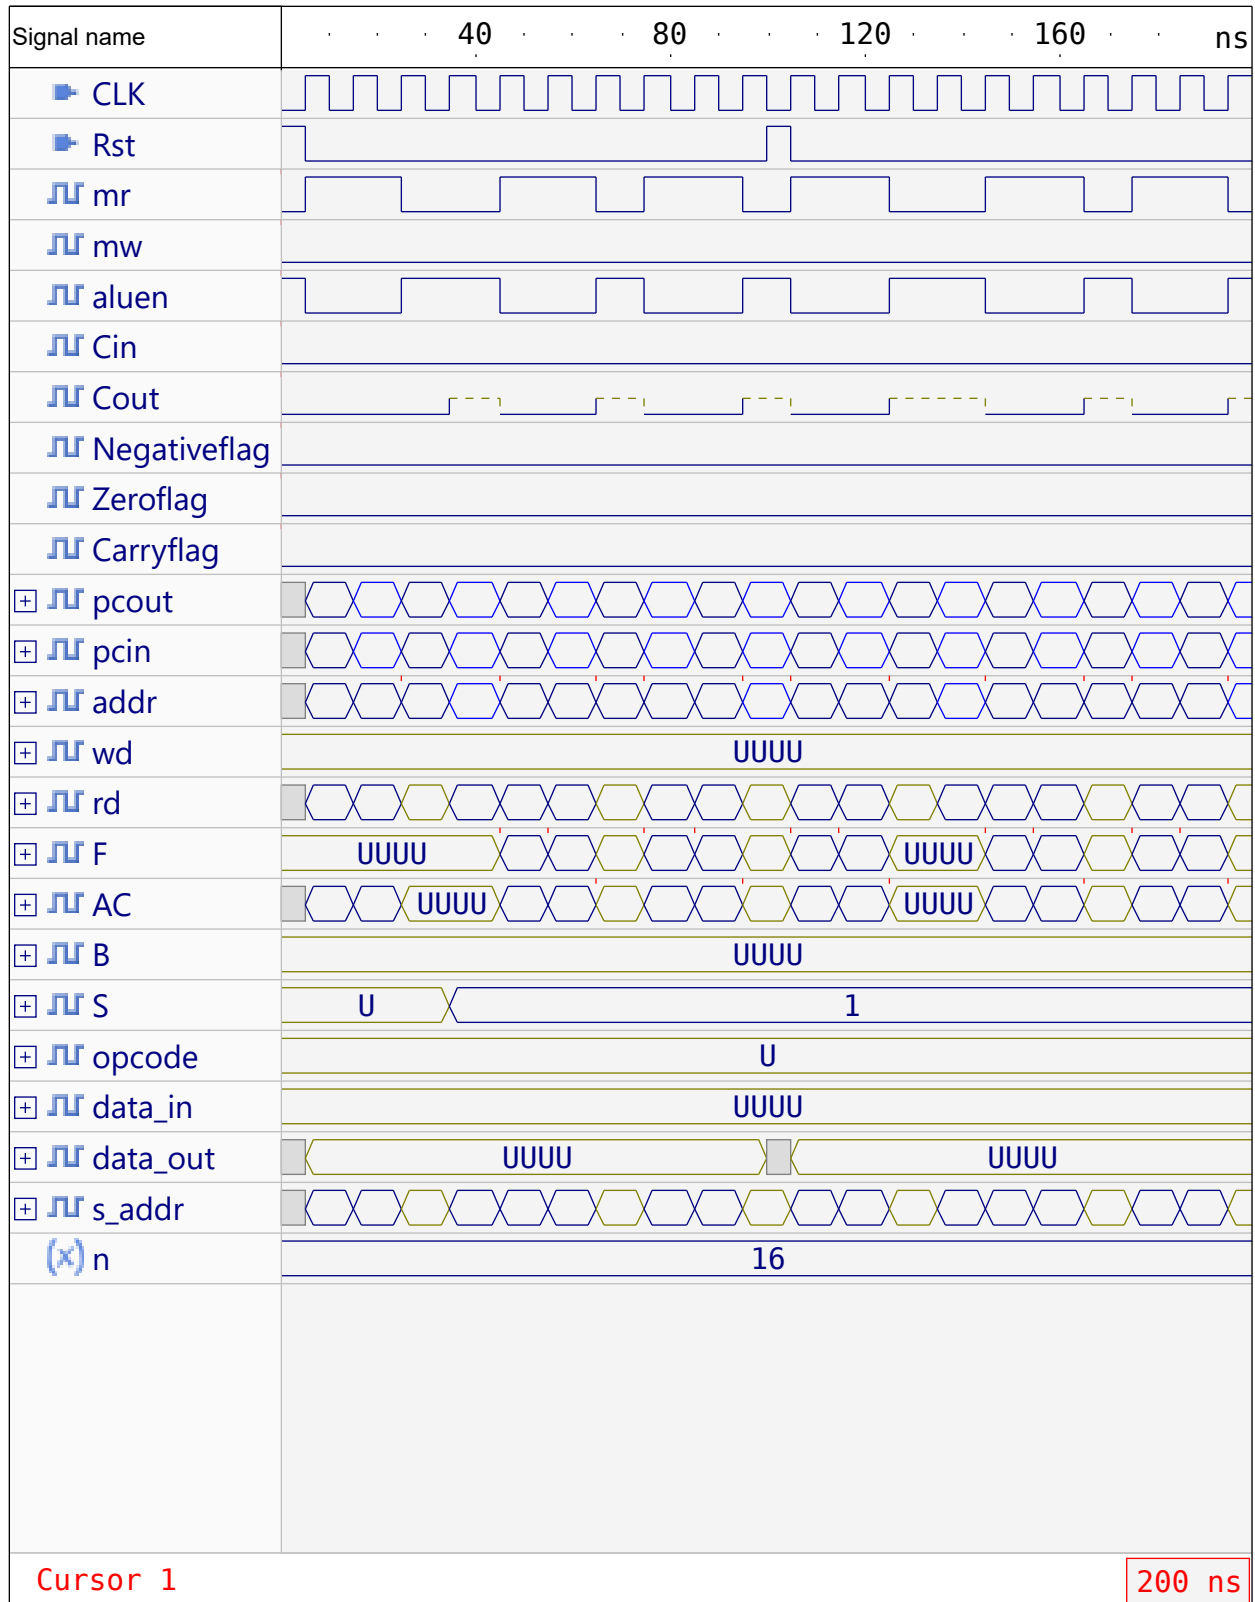 Signal name 40 80 120 160 ns
CLK
Rst
mr
mw
aluen
Cin
Cout
Negativeflag
Zeroflag
Carryflag
pcout
pcin
addr
wd UUUU
rd
F UUUU UUUU
AC UUUU UUUU
B UUUU
S U 1
opcode U
data_in UUUU
data_out UUUU UUUU
s_addr
(x) n 16
Cursor 1 200 ns